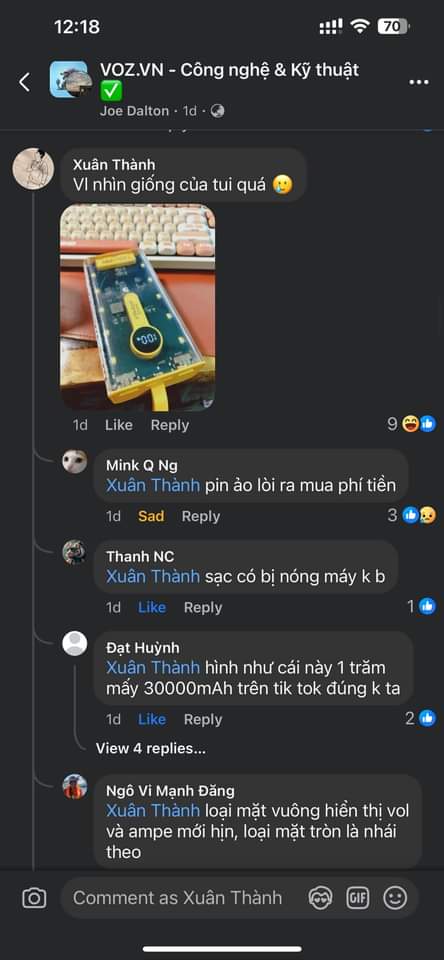 12:18
70
VOZ.VN - Công nghệ & Kỹ thuật
✅
Joe Dalton · 1d ·
Xuân Thành
Vl nhìn giống của tui quá 🥲
:00:
1d Like Reply
9
Mink Q Ng
Xuân Thành pin ảo lòi ra mua phí tiền
1d Sad Reply
3
Thanh NC
Xuân Thành sạc có bị nóng máy k b
1d Like Reply
1
Đạt Huỳnh
Xuân Thành hình như cái này 1 trăm
mấy 30000mAh trên tik tok đúng k ta
1d Like Reply
2
View 4 replies...
Ngô Vi Mạnh Đăng
Xuân Thành loại mặt vuông hiển thị vol
và ampe mới hịn, loại mặt tròn là nhái
theo
Comment as Xuân Thành
GIF